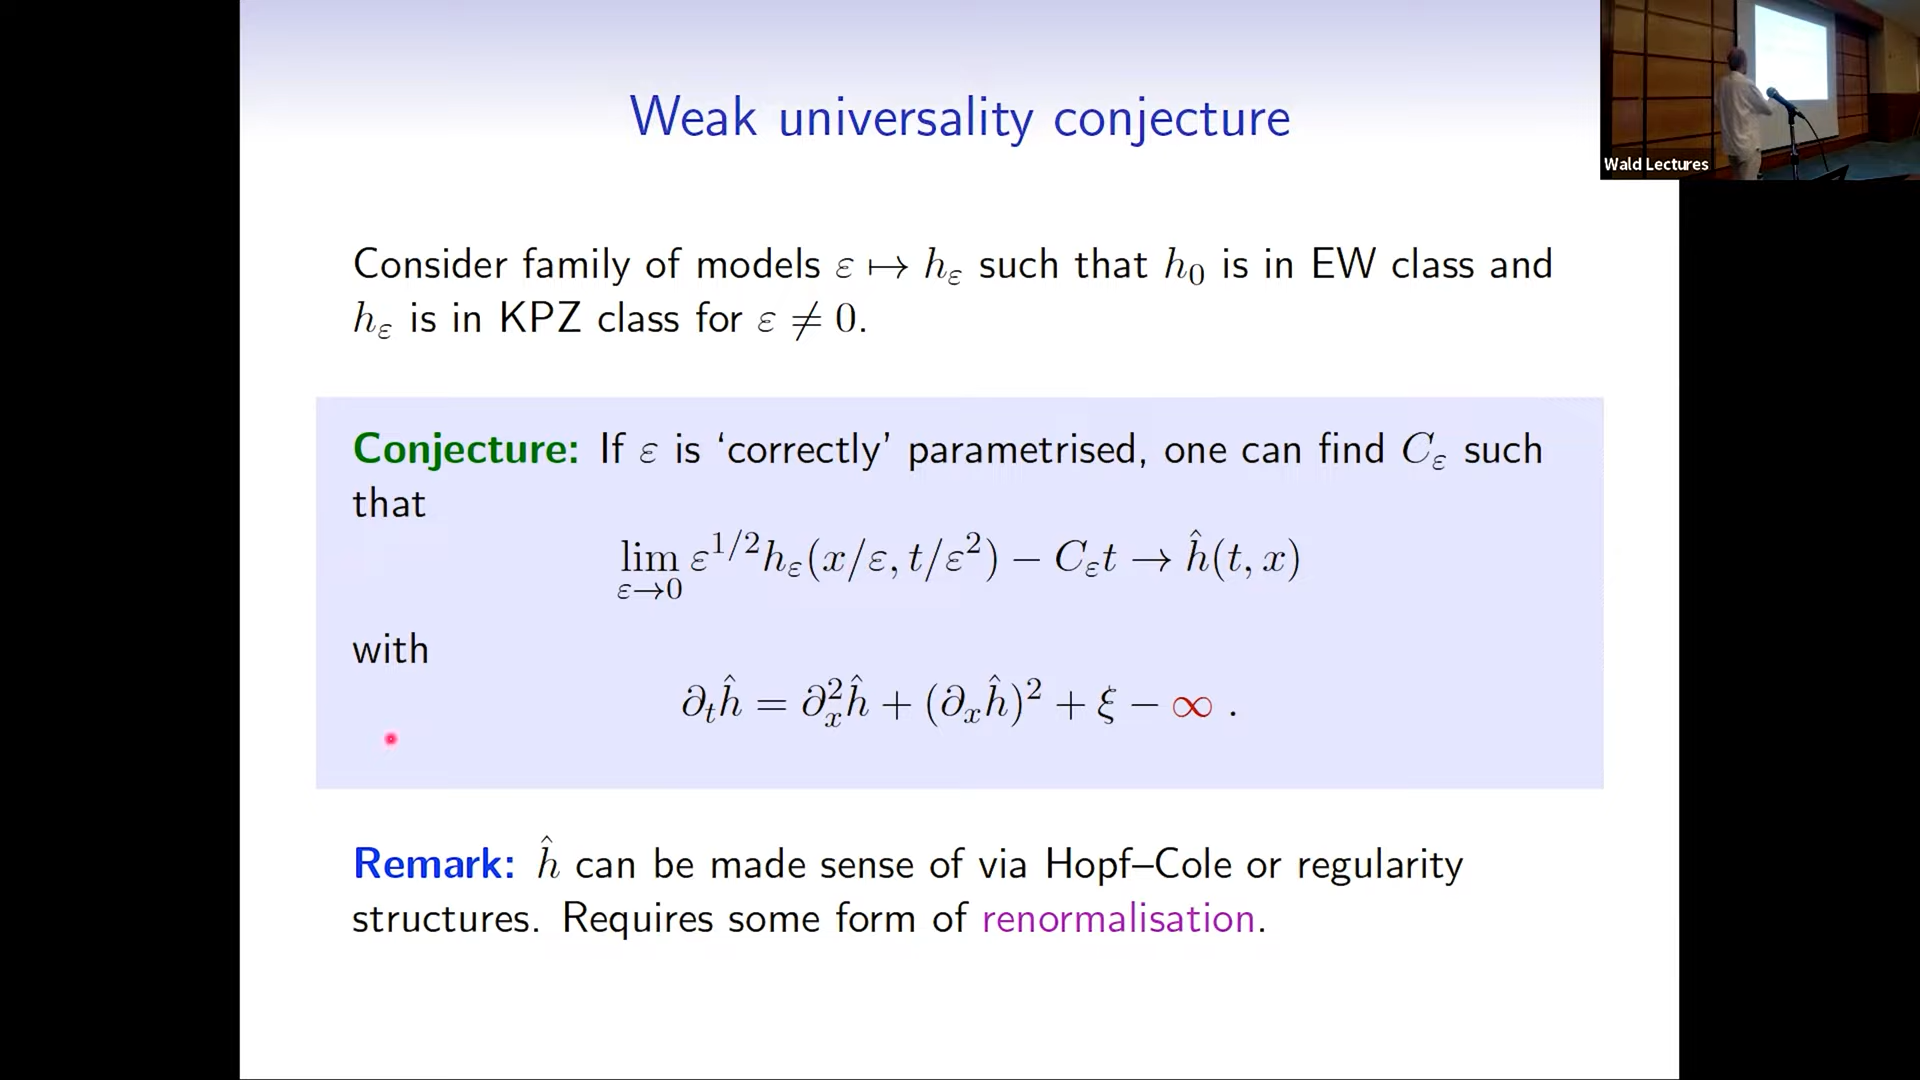 Weak universality conjecture
Wald Lectures
Consider family of models ε ↦ h_ε such that h_0 is in EW class and
h_ε is in KPZ class for ε ≠ 0.
Conjecture: If ε is ‘correctly’ parametrised, one can find C_ε such
that
lim_{ε→0} ε^{1/2} h_ε(x/ε, t/ε^2) − C_ε t → ĥ(t, x)
with
∂_t ĥ = ∂_x^2 ĥ + (∂_x ĥ)^2 + ξ − ∞ .
Remark: ĥ can be made sense of via Hopf–Cole or regularity
structures. Requires some form of renormalisation.